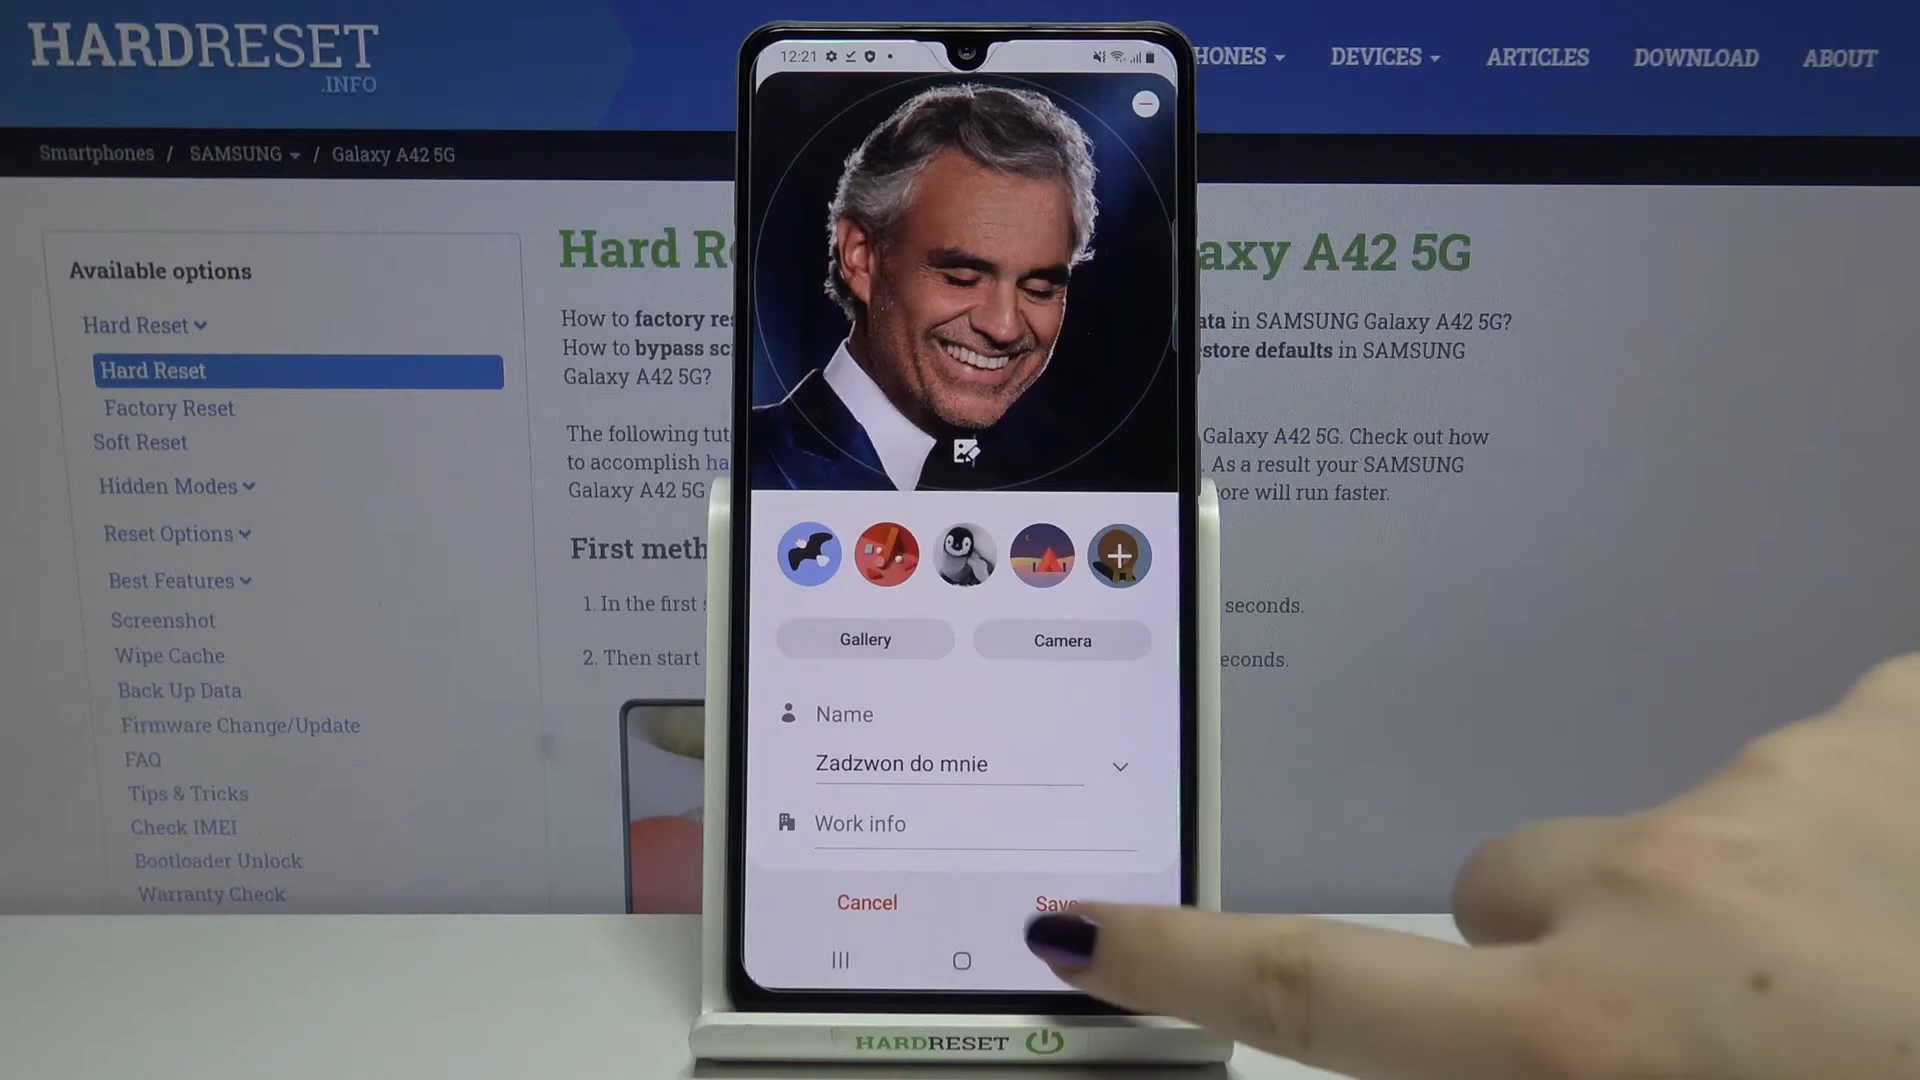 HARDRESET
.INFO
HONES
DEVICES
ARTICLES
DOWNLOAD
ABOUT
Smartphones / SAMSUNG / Galaxy A42 5G
12:21
Available options
Hard Reset
Hard Reset
Factory Reset
Soft Reset
Hidden Modes
Reset Options
Best Features
Screenshot
Wipe Cache
Back Up Data
Firmware Change/Update
FAQ
Tips & Tricks
Check IMEI
Bootloader Unlock
Warranty Check
Hard R
axy A42 5G
How to factory re
ata in SAMSUNG Galaxy A42 5G?
How to bypass sc
store defaults in SAMSUNG
Galaxy A42 5G?
The following tut
Galaxy A42 5G. Check out how
to accomplish ha
. As a result your SAMSUNG
Galaxy A42 5G
ore will run faster.
First meth
1. In the first
seconds.
2. Then start
econds.
Gallery
Camera
Name
Zadzwon do mnie
Work info
Cancel
Save
HARDRESET